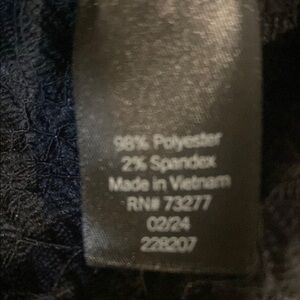 98% Polyester
2% Spandex
Made in Vietnam
RN# 73277
02/24
228207